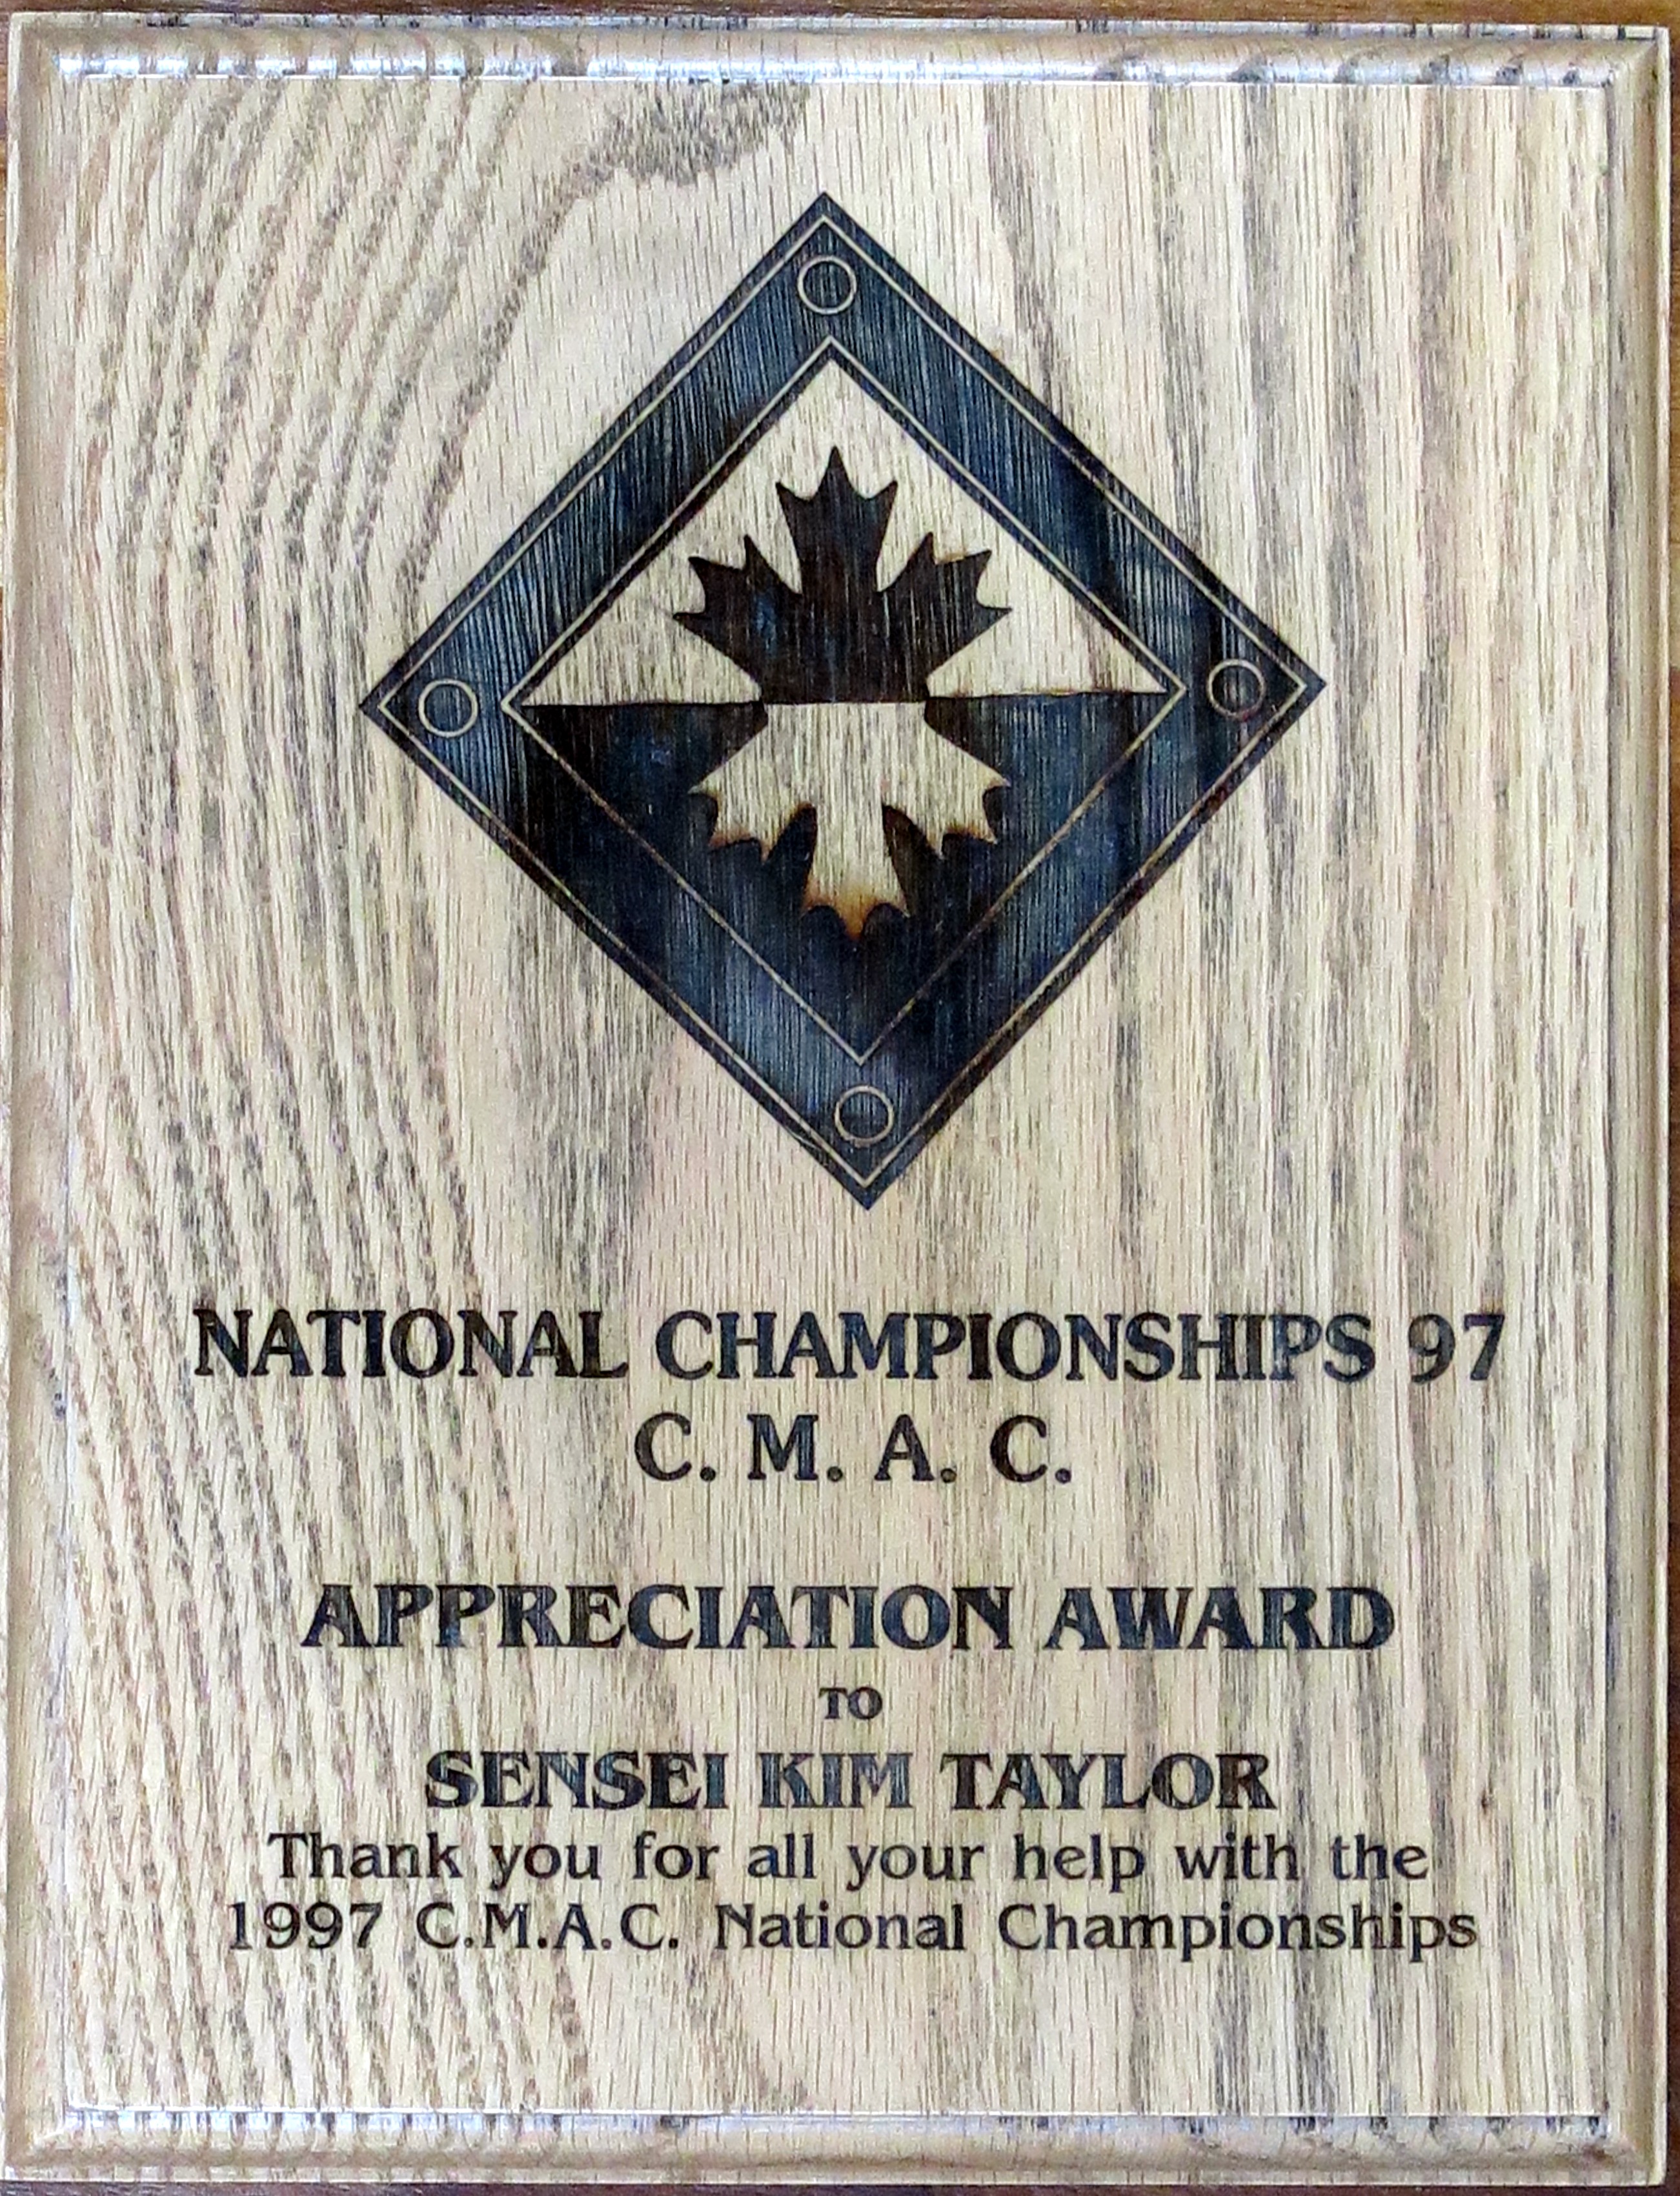 NATIONAL CHAMPIONSHIPS 97
C. M. A. C.
APPRECIATION AWARD
TO
SENSEI KIM TAYLOR
Thank you for all your help with the
1997 C.M.A.C. National Championships